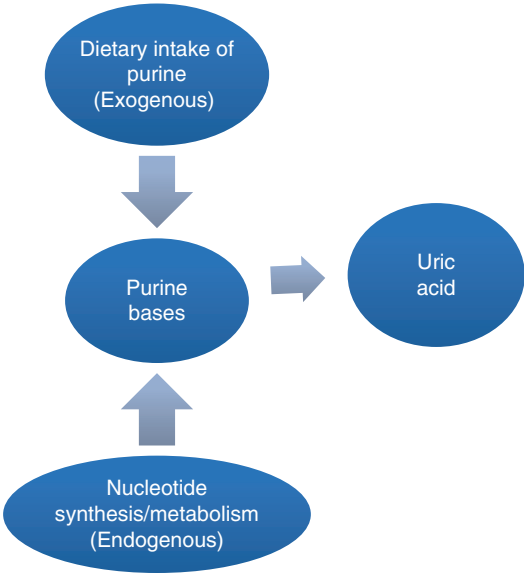 Dietary intake of
purine
(Exogenous)
Purine
bases
Uric
acid
Nucleotide
synthesis/metabolism
(Endogenous)